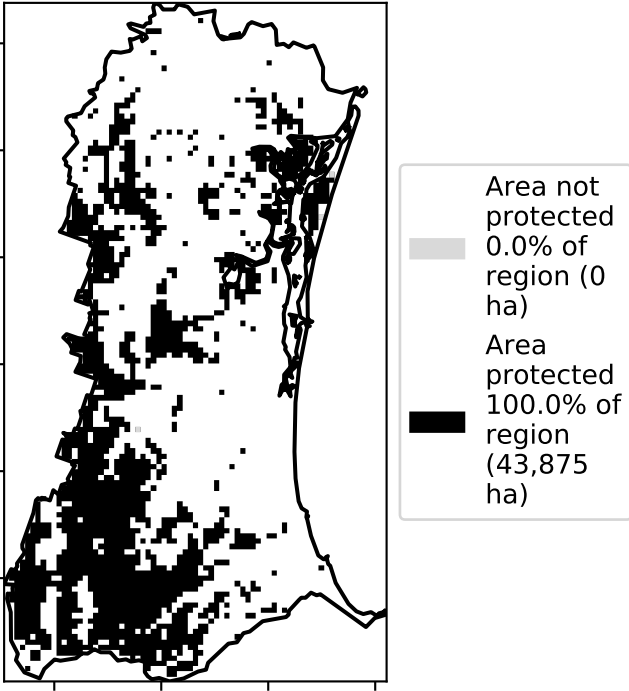 Area not
protected
0.0% of
region (0
ha)
Area
protected
100.0% of
region
(43,875
ha)